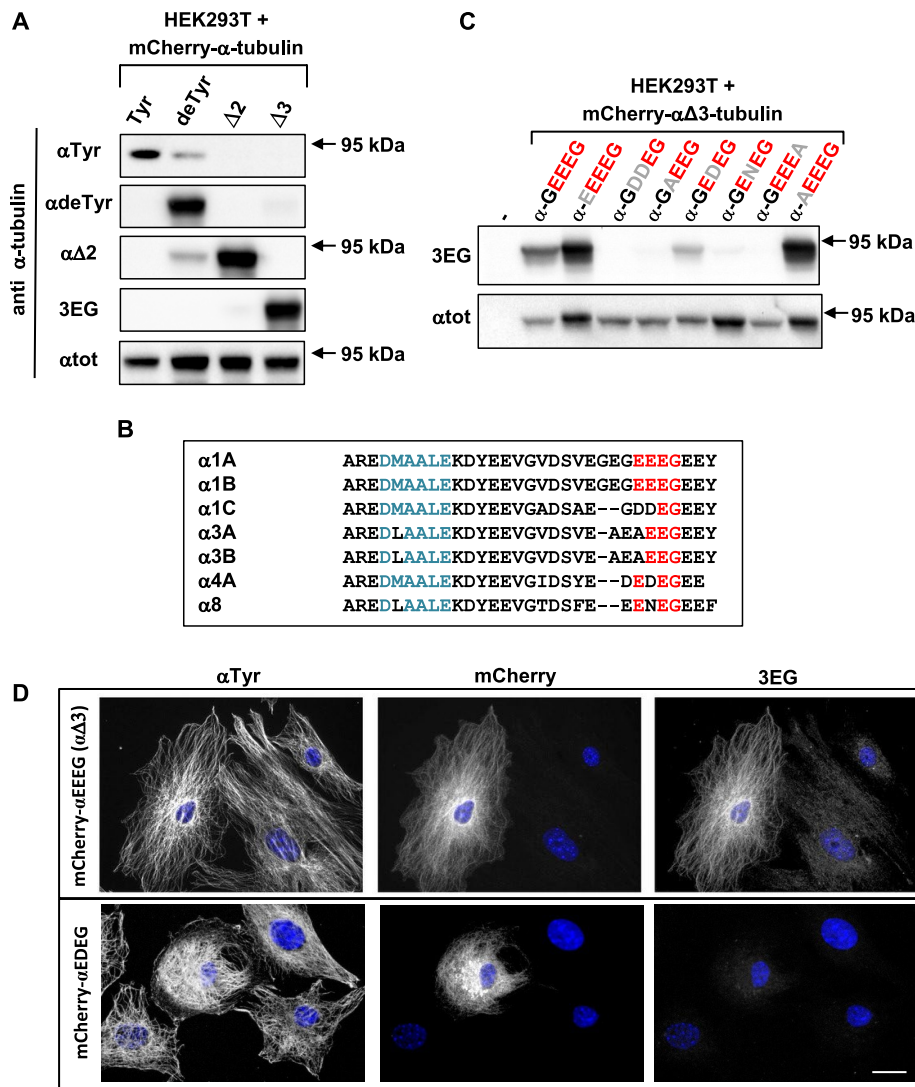 A
HEK293T +
mCherry-α-tubulin
Tyr
deTyr
Δ2
Δ3
anti α-tubulin
αTyr
95 kDa
αdeTyr
αΔ2
95 kDa
3EG
αtot
95 kDa
C
HEK293T +
mCherry-αΔ3-tubulin
-
α-GEEEG
α-EEEEG
α-GDDEG
α-GAEEG
α-GEDEG
α-GENEG
α-GEEEA
α-AEEEG
3EG
95 kDa
αtot
95 kDa
B
α1A AREDMAALEKDYEEVGVDSVEGEGEEEGEEY
α1B AREDMAALEKDYEEVGVDSVEGEGEEEGEEY
α1C AREDMAALEKDYEEVGADSAE--GDDEGEEY
α3A AREDLAALEKDYEEVGVDSVE-AEAEEGEEY
α3B AREDLAALEKDYEEVGVDSVE-AEAEEGEEY
α4A AREDMAALEKDYEEVGIDSYE--DEDEGEE
α8 AREDLAALEKDYEEVGTDSFE--EENEGEEF
D
αTyr
mCherry
3EG
mCherry-αEEEG (αΔ3)
mCherry-αEDEG